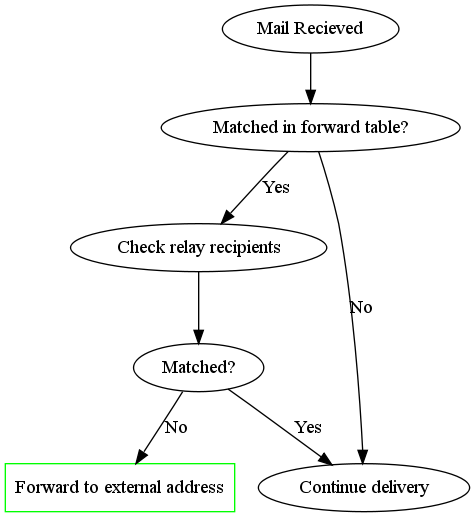 Mail Recieved
Matched in forward table?
Yes
Check relay recipients
No
Matched?
No
Yes
Forward to external address
Continue delivery